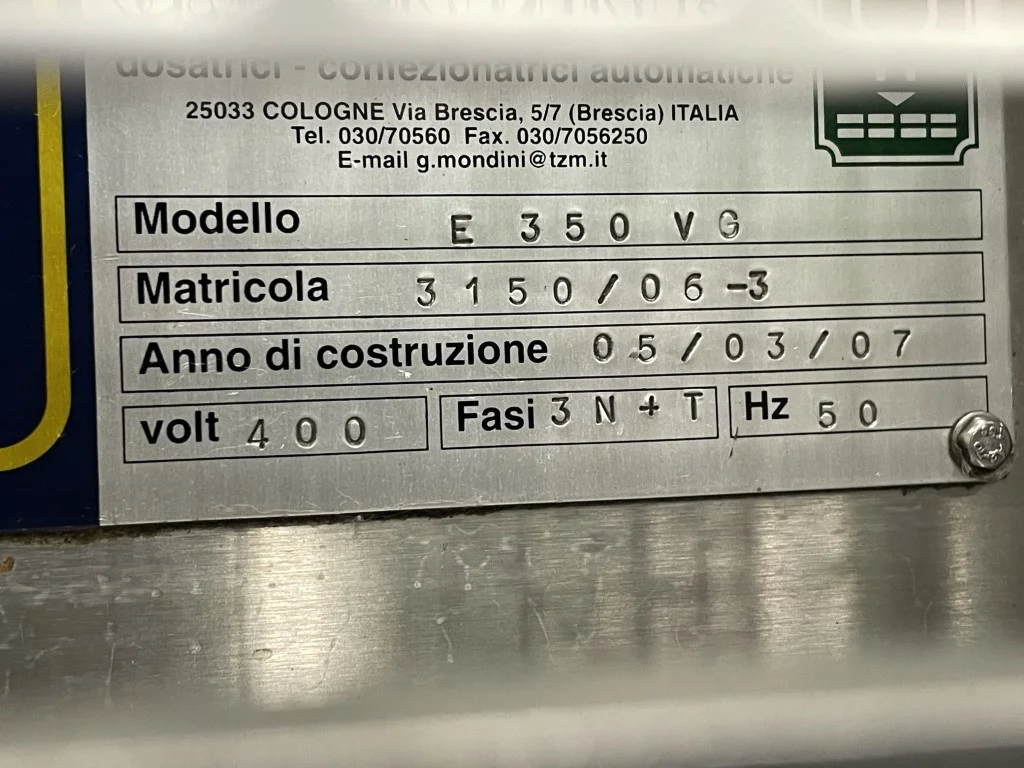 dosatrici - confezionatrici automatiche
25033 COLOGNE Via Brescia, 5/7 (Brescia) ITALIA
Tel. 030/70560 Fax. 030/7056250
E-mail g.mondini@tzm.it
Modello E 350 VG
Matricola 3150/06-3
Anno di costruzione 05/03/07
volt 400 Fasi 3 N + T Hz 50